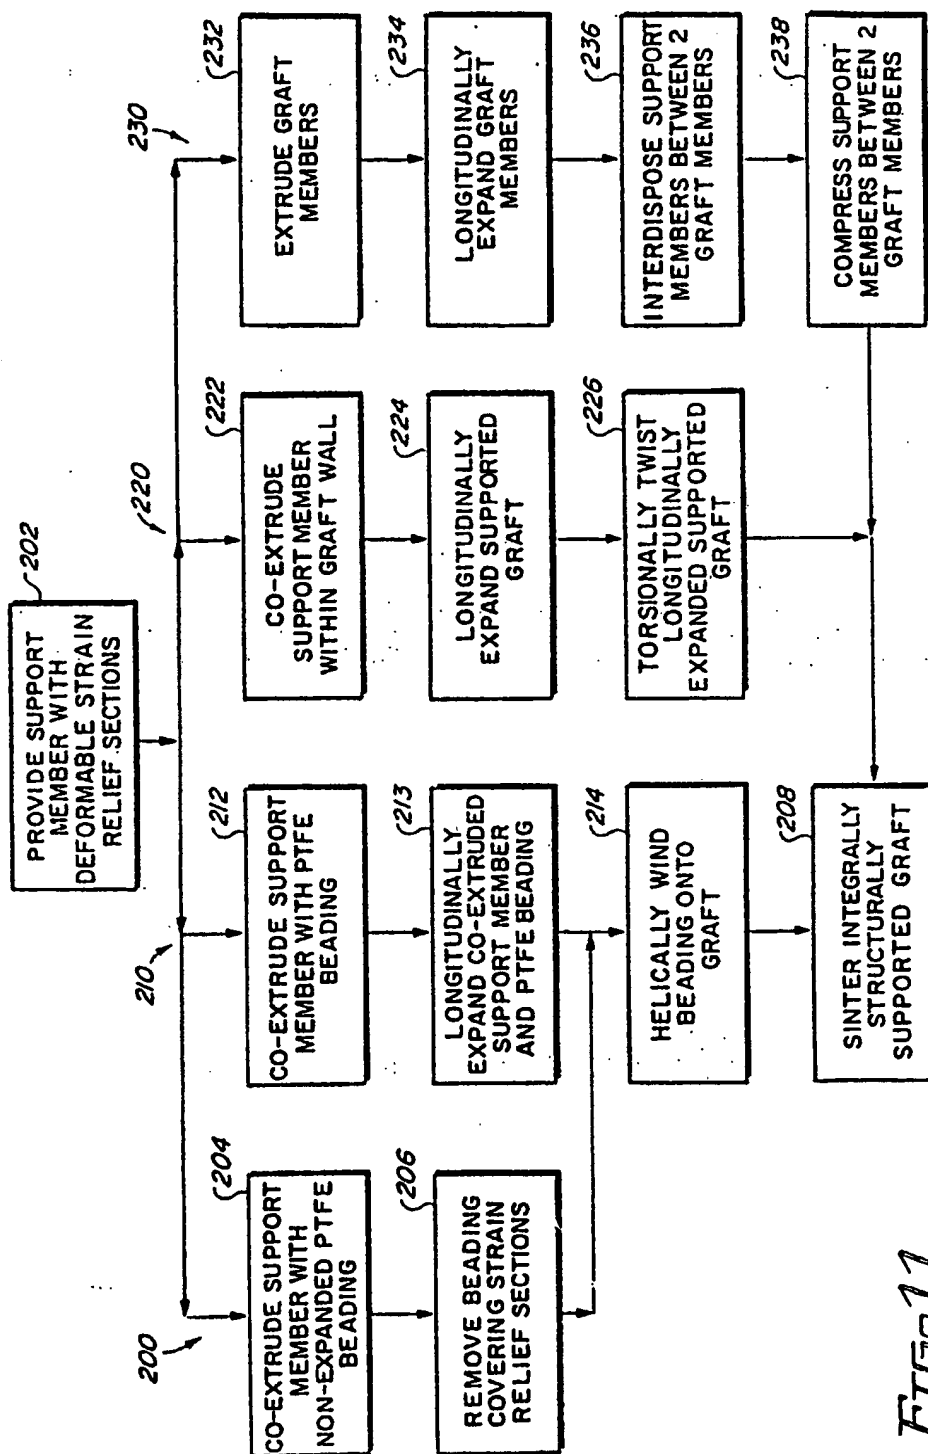 202
PROVIDE SUPPORT
MEMBER WITH
DEFORMABLE STRAIN
RELIEF SECTIONS
200
210
220
230
204
CO-EXTRUDE SUPPORT
MEMBER WITH
NON-EXPANDED PTFE
BEADING
206
REMOVE BEADING
COVERING STRAIN
RELIEF SECTIONS
212
CO-EXTRUDE SUPPORT
MEMBER WITH PTFE
BEADING
213
LONGITUDINALLY
EXPAND CO-EXTRUDED
SUPPORT MEMBER
AND PTFE BEADING
214
HELICALLY WIND
BEADING ONTO
GRAFT
208
SINTER INTEGRALLY
STRUCTURALLY
SUPPORTED GRAFT
222
CO-EXTRUDE
SUPPORT MEMBER
WITHIN GRAFT WALL
224
LONGITUDINALLY
EXPAND SUPPORTED
GRAFT
226
TORSIONALLY TWIST
LONGITUDINALLY
EXPANDED SUPPORTED
GRAFT
232
EXTRUDE GRAFT
MEMBERS
234
LONGITUDINALLY
EXPAND GRAFT
MEMBERS
236
INTERDISPOSE SUPPORT
MEMBERS BETWEEN 2
GRAFT MEMBERS
238
COMPRESS SUPPORT
MEMBERS BETWEEN 2
GRAFT MEMBERS
FIG. 11